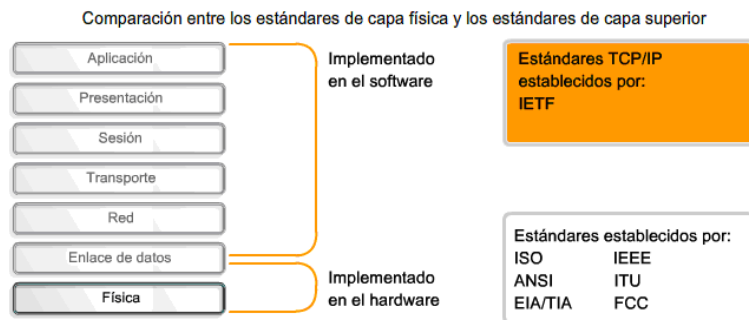 Comparación entre los estándares de capa física y los estándares de capa superior
Aplicación
Presentación
Sesión
Transporte
Red
Enlace de datos
Física
Implementado
en el software
Implementado
en el hardware
Estándares TCP/IP
establecidos por:
IETF
Estándares establecidos por:
ISO IEEE
ANSI ITU
EIA/TIA FCC